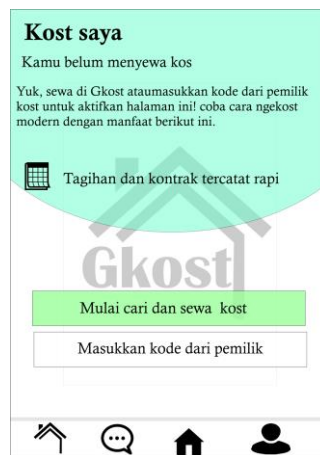 Kost saya
Kamu belum menyewa kos
Yuk, sewa di Gkost ataumasukkan kode dari pemilik
kost untuk aktifkan halaman ini! coba cara ngekost
modern dengan manfaat berikut ini.
Tagihan dan kontrak tercatat rapi
Gkost
Mulai cari dan sewa kost
Masukkan kode dari pemilik